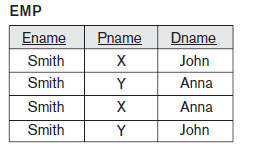 EMP
Ename Pname Dname
Smith X John
Smith Y Anna
Smith X Anna
Smith Y John